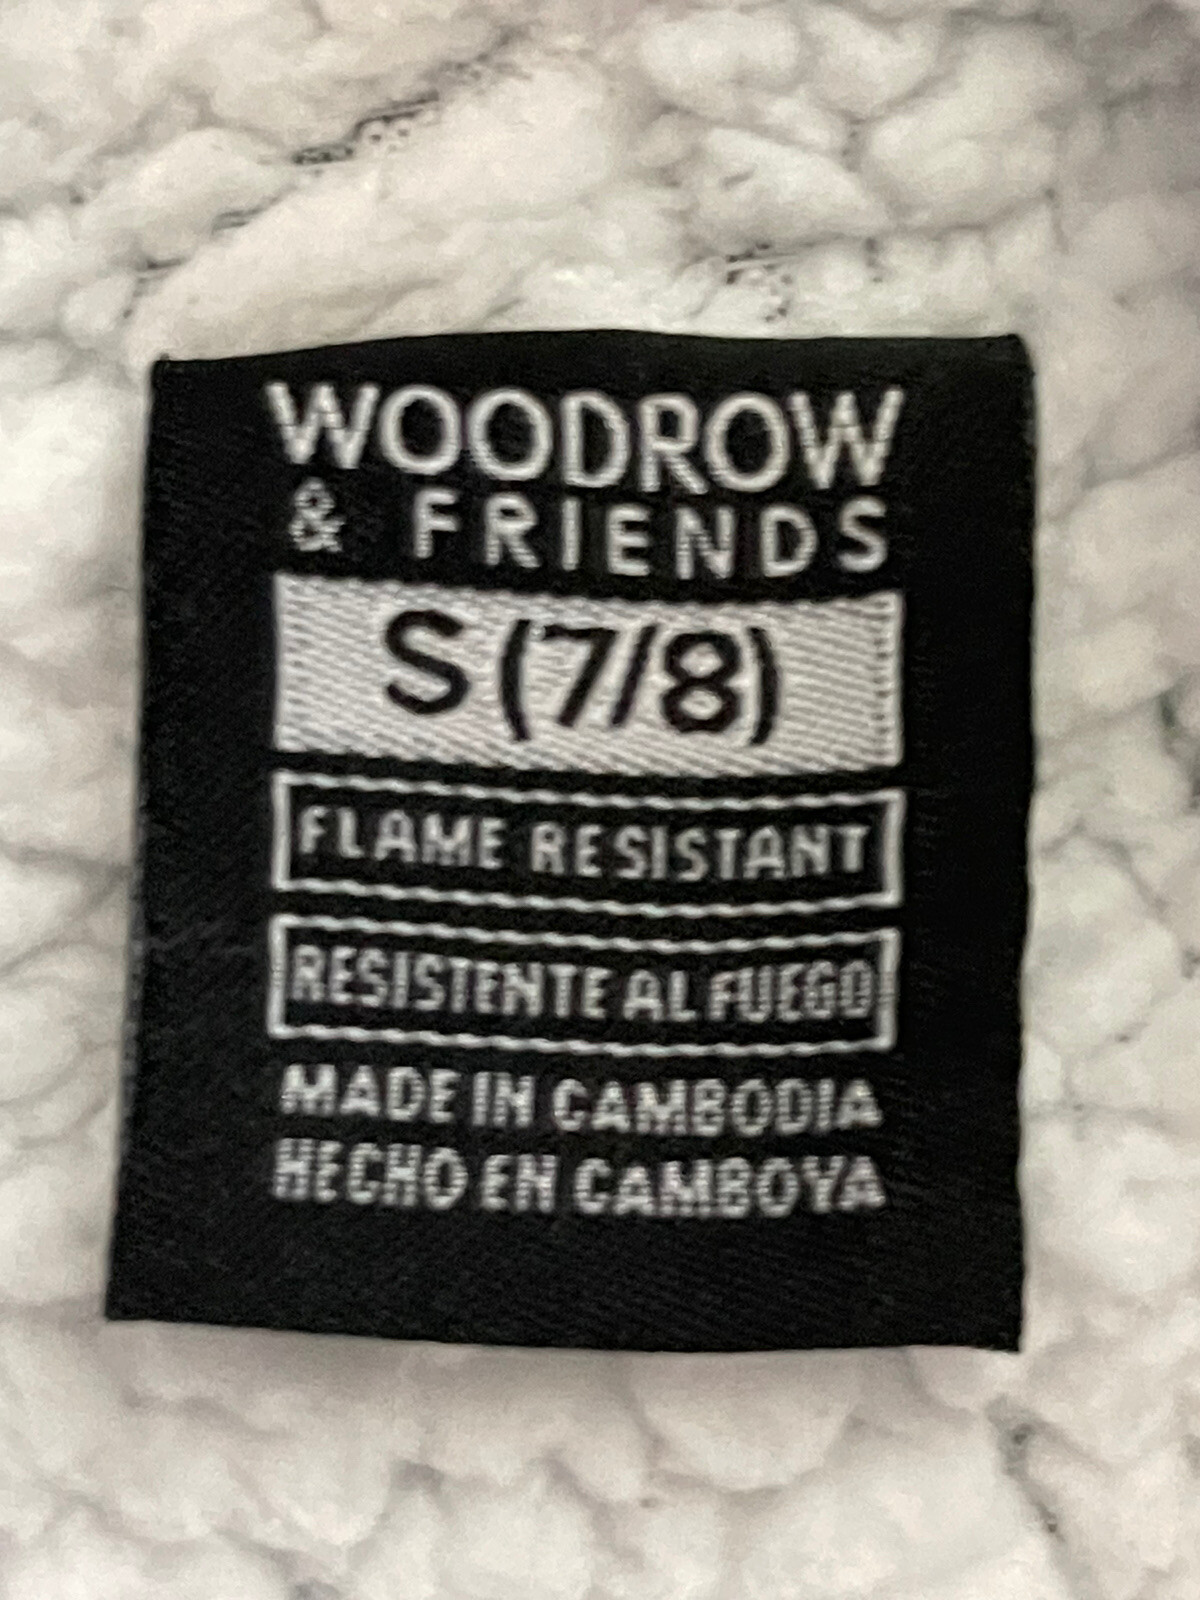 WOODROW
& FRIENDS
S (7/8)
FLAME RESISTANT
RESISTENTE AL FUEGO
MADE IN CAMBODIA
HECHO EN CAMBOYA